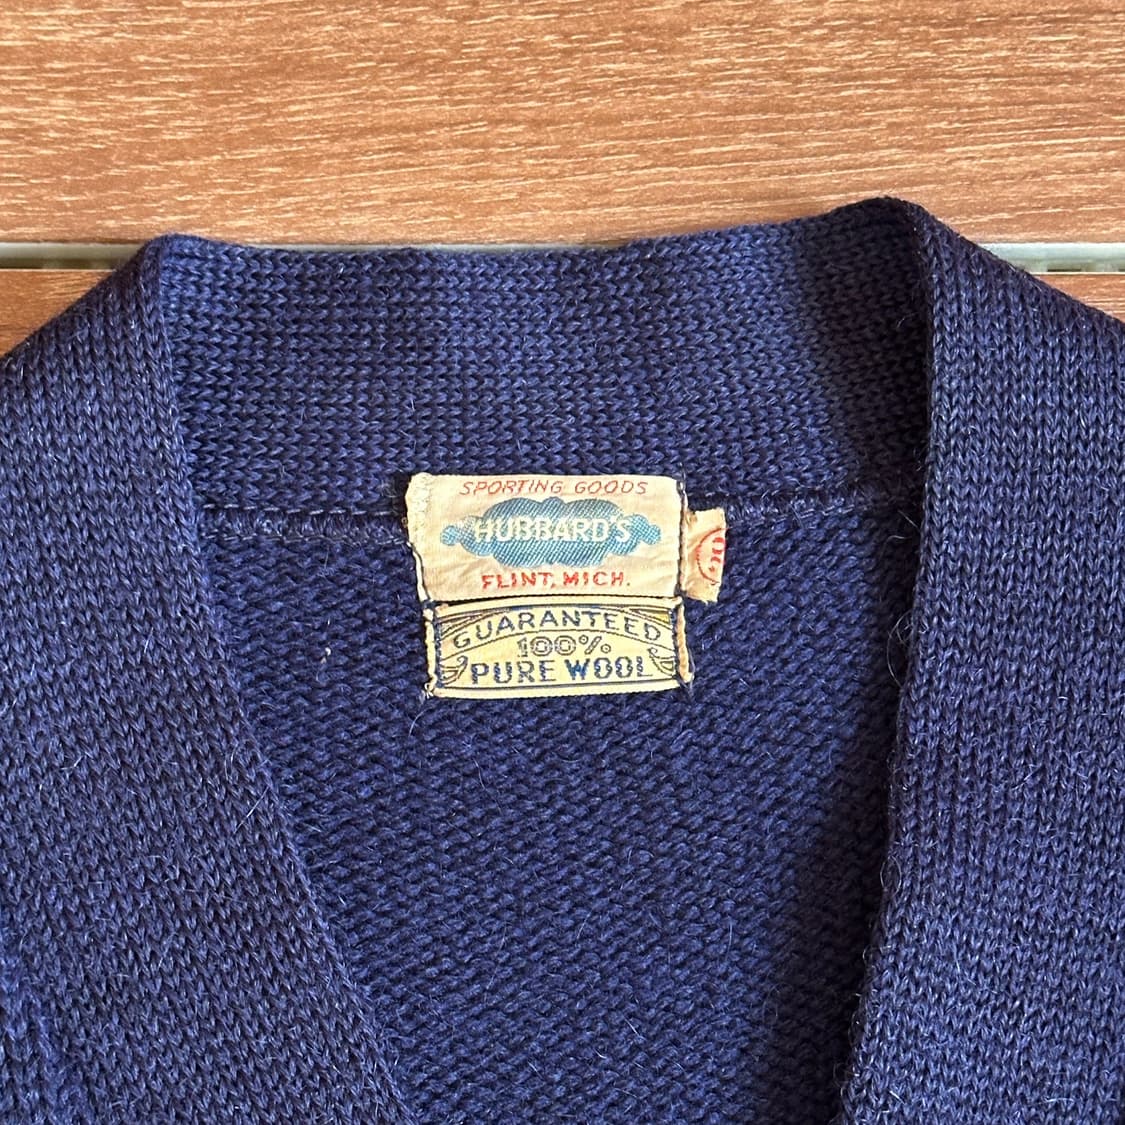 SPORTING GOODS
HUBBARD'S
FLINT, MICH.
GUARANTEED
100%
PURE WOOL